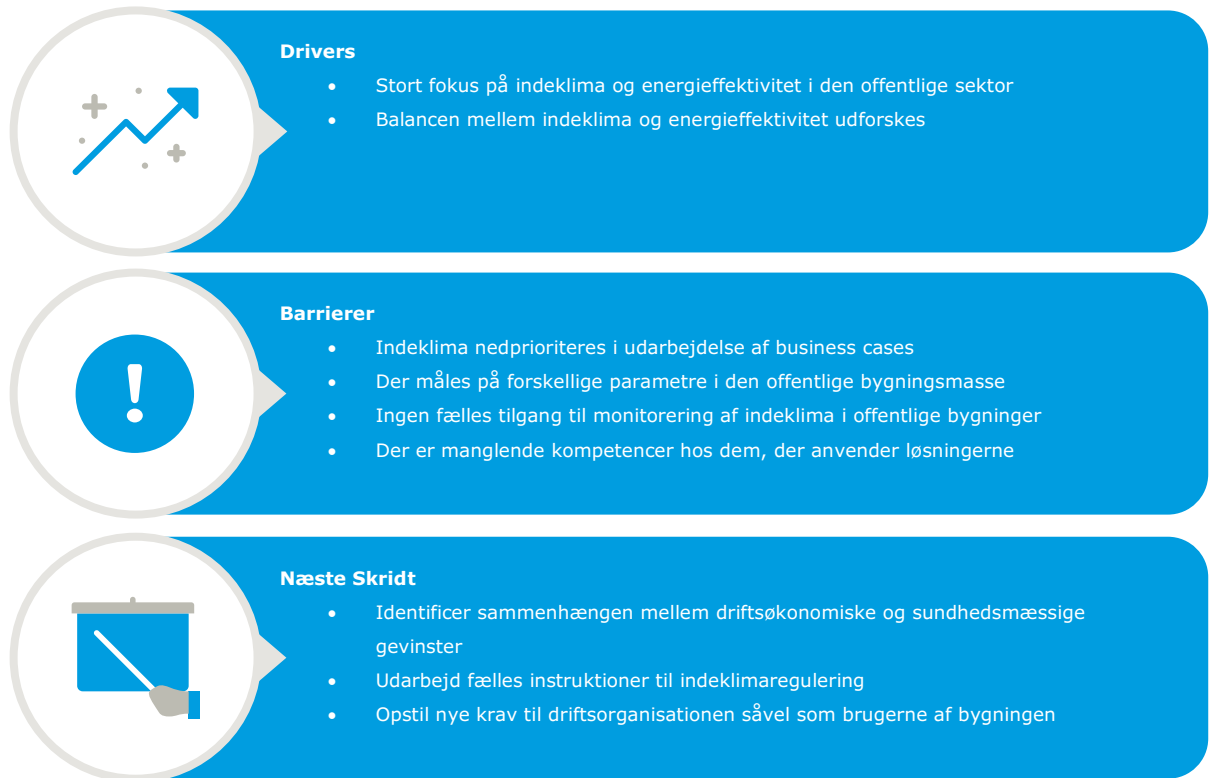 Drivers
• Stort fokus på indeklima og energieffektivitet i den offentlige sektor
• Balancen mellem indeklima og energieffektivitet udforskes
Barrierer
• Indeklima nedprioriteres i udarbejdelse af business cases
• Der måles på forskellige parametre i den offentlige bygningsmasse
• Ingen fælles tilgang til monitorering af indeklima i offentlige bygninger
• Der er manglende kompetencer hos dem, der anvender løsningerne
Næste Skridt
• Identificer sammenhængen mellem driftsøkonomiske og sundhedsmæssige
gevinster
• Udarbejd fælles instruktioner til indeklimaregulering
• Opstil nye krav til driftsorganisationen såvel som brugerne af bygningen